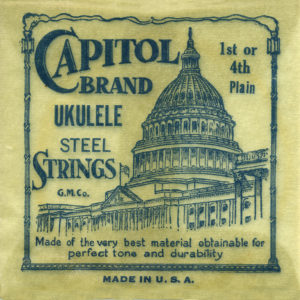 CAPITOL
BRAND
UKULELE
STEEL
STRINGS
G.M.Co.
1st or
4th
Plain
Made of the very best material obtainable for
perfect tone and durability
MADE IN U.S.A.